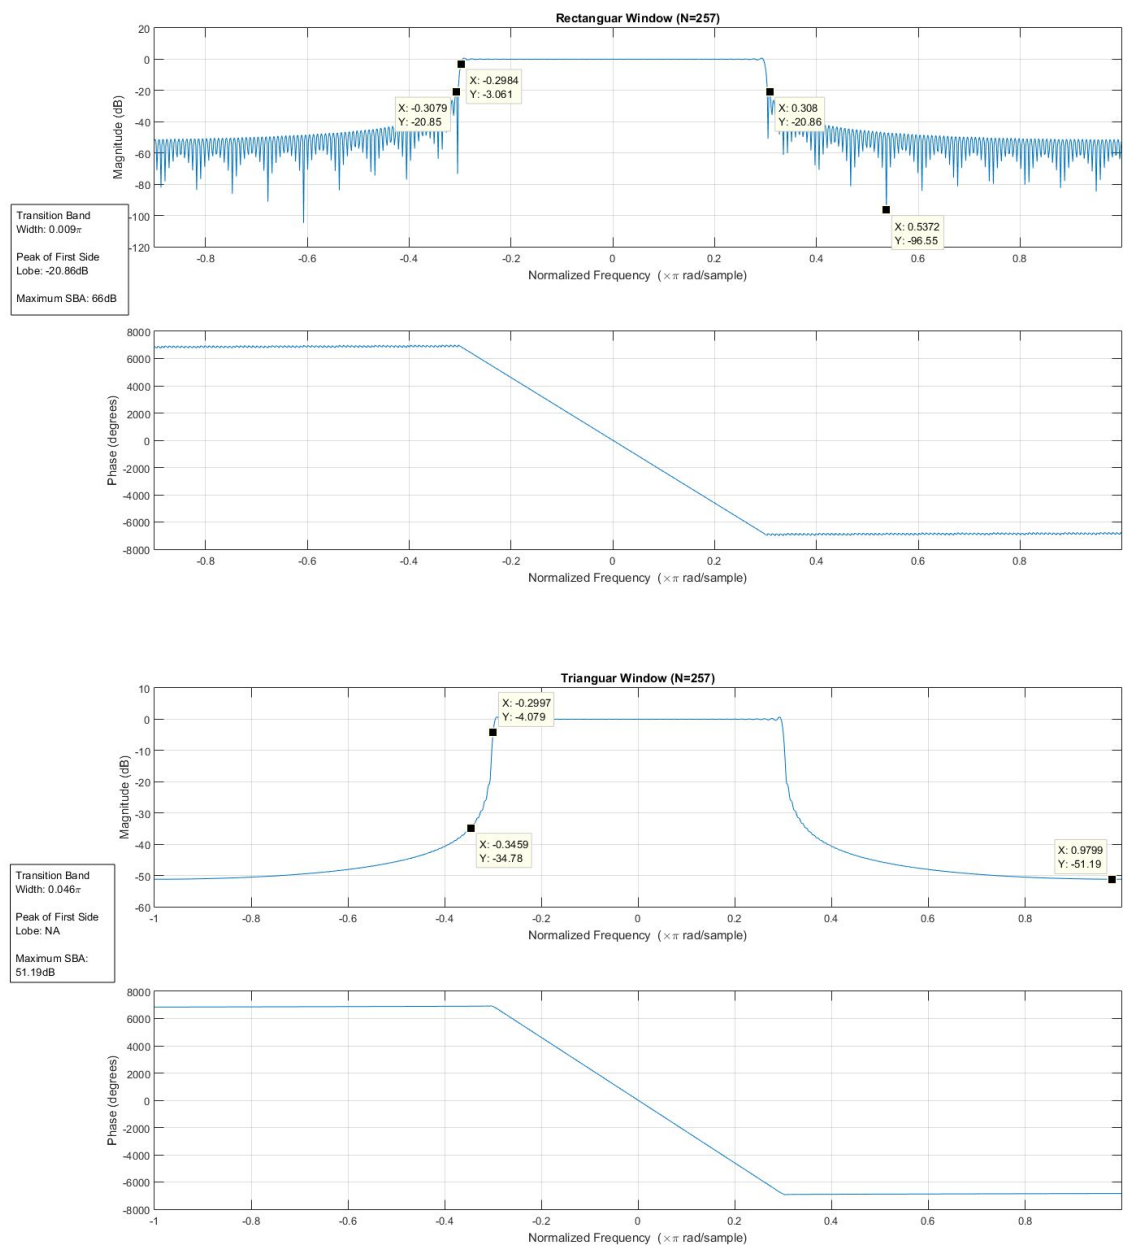 Rectanguar Window (N=257)
20
0
-20
-40
-60
-80
-100
-120
Magnitude (dB)
X: -0.2984
Y: -3.061
X: -0.3079
Y: -20.85
X: 0.308
Y: -20.86
X: 0.5372
Y: -96.55
-0.8 -0.6 -0.4 -0.2 0 0.2 0.4 0.6 0.8
Normalized Frequency (×π rad/sample)
Transition Band
Width: 0.009π
Peak of First Side
Lobe: -20.86dB
Maximum SBA: 66dB
8000
6000
4000
2000
0
-2000
-4000
-6000
-8000
Phase (degrees)
-0.8 -0.6 -0.4 -0.2 0 0.2 0.4 0.6 0.8
Normalized Frequency (×π rad/sample)
Trianguar Window (N=257)
10
0
-10
-20
-30
-40
-50
-60
Magnitude (dB)
X: -0.2997
Y: -4.079
X: -0.3459
Y: -34.78
X: 0.9799
Y: -51.19
-1 -0.8 -0.6 -0.4 -0.2 0 0.2 0.4 0.6 0.8
Normalized Frequency (×π rad/sample)
Transition Band
Width: 0.046π
Peak of First Side
Lobe: NA
Maximum SBA:
51.19dB
8000
6000
4000
2000
0
-2000
-4000
-6000
-8000
Phase (degrees)
-1 -0.8 -0.6 -0.4 -0.2 0 0.2 0.4 0.6 0.8
Normalized Frequency (×π rad/sample)